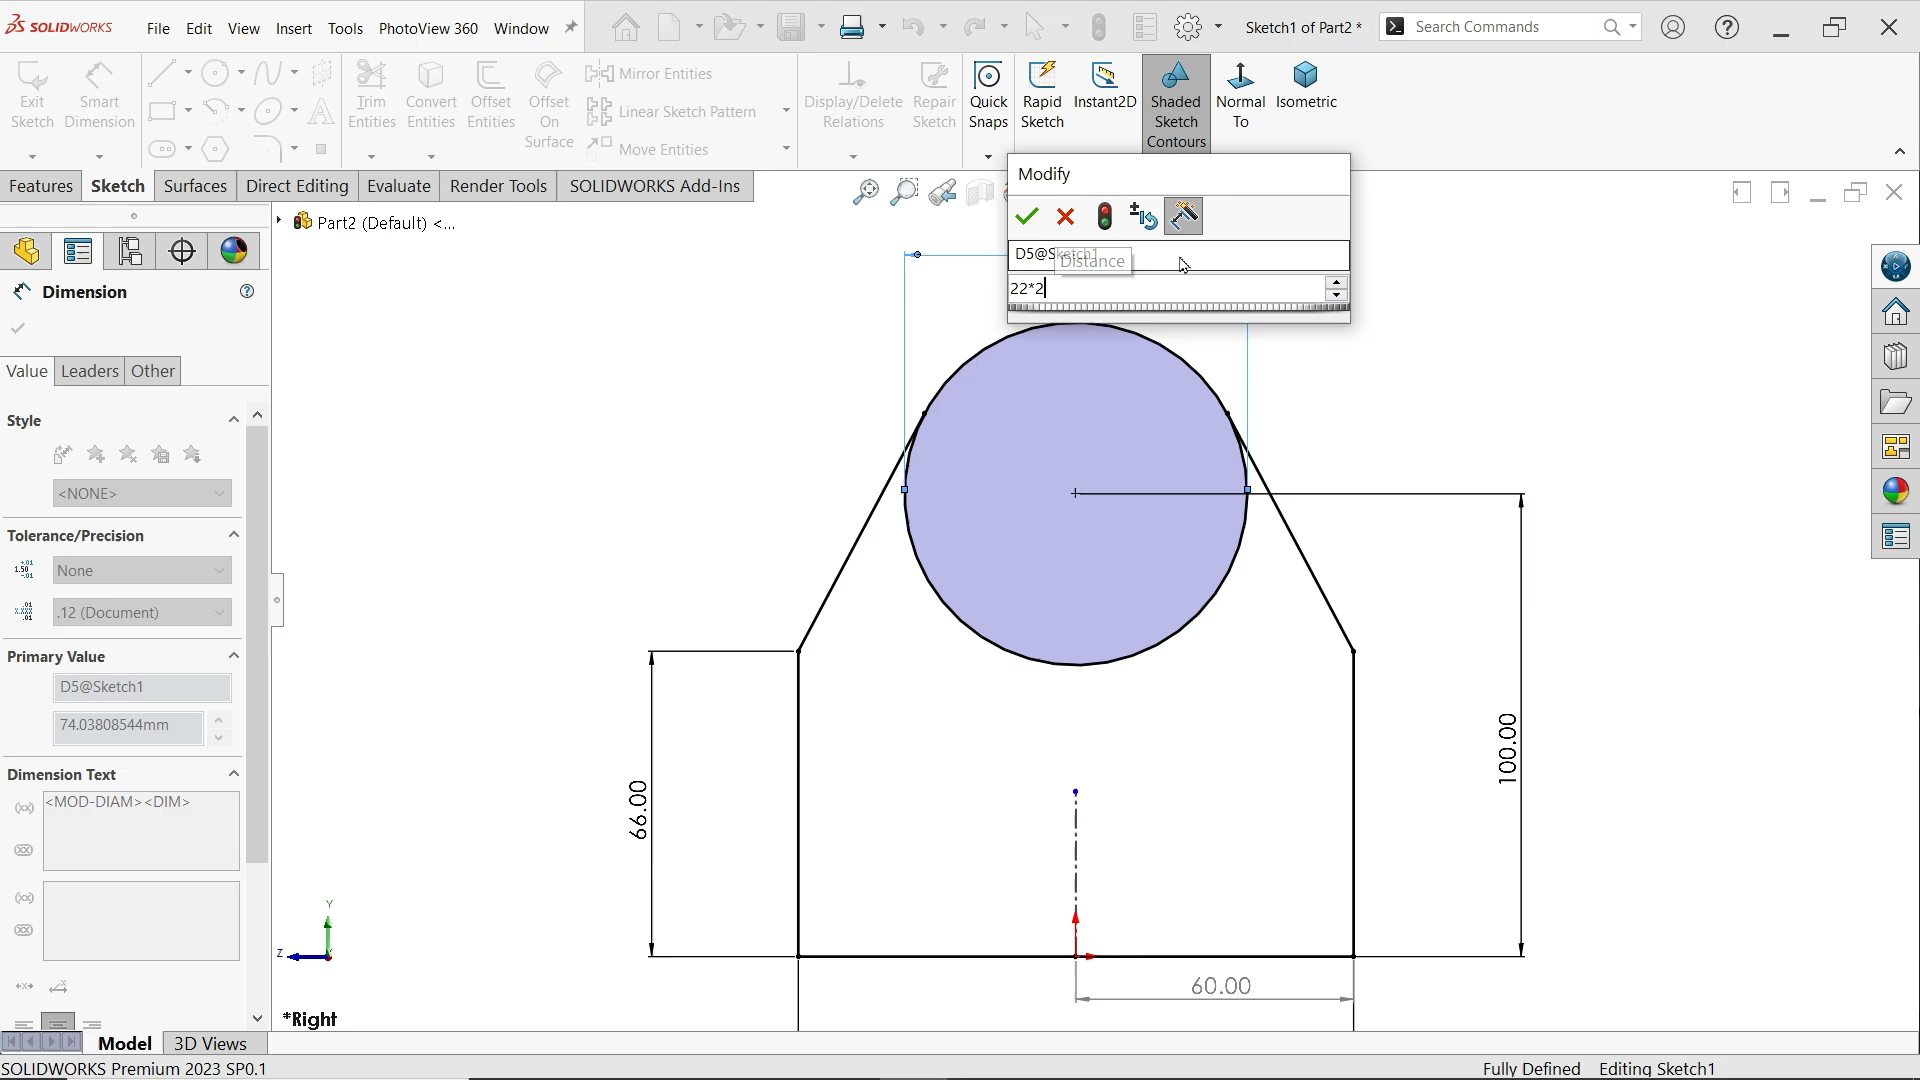 SOLIDWORKS File Edit View Insert Tools PhotoView 360 Window Sketch1 of Part2 * Search Commands
Exit Sketch
Smart Dimension
Trim Entities
Convert Entities
Offset Entities
Offset On Surface
Mirror Entities
Linear Sketch Pattern
Move Entities
Display/Delete Relations
Repair Sketch
Quick Snaps
Rapid Sketch
Instant2D
Shaded Sketch Contours
Normal To
Isometric
Features Sketch Surfaces Direct Editing Evaluate Render Tools SOLIDWORKS Add-Ins
Modify
Part2 (Default) <...
D5@Sketch1
Distance
22*2
Dimension
Value Leaders Other
Style
<NONE>
Tolerance/Precision
None
.12 (Document)
Primary Value
D5@Sketch1
74.03808544mm
Dimension Text
<MOD-DIAM><DIM>
66.00
100.00
60.00
Y
Z
*Right
Model 3D Views
SOLIDWORKS Premium 2023 SP0.1 Fully Defined Editing Sketch1